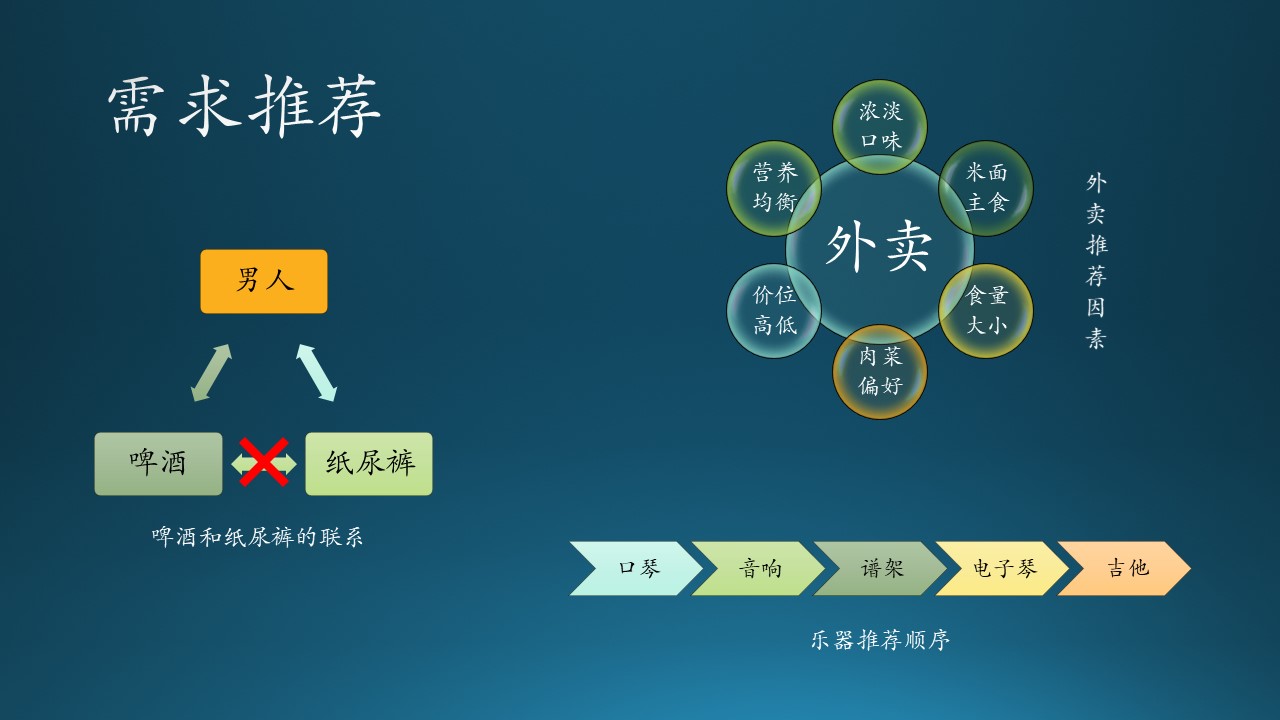 需求推荐
男人
啤酒
纸尿裤
啤酒和纸尿裤的联系
外卖
浓淡
口味
米面
主食
食量
大小
肉菜
偏好
价位
高低
营养
均衡
外卖推荐因素
口琴
音响
谱架
电子琴
吉他
乐器推荐顺序